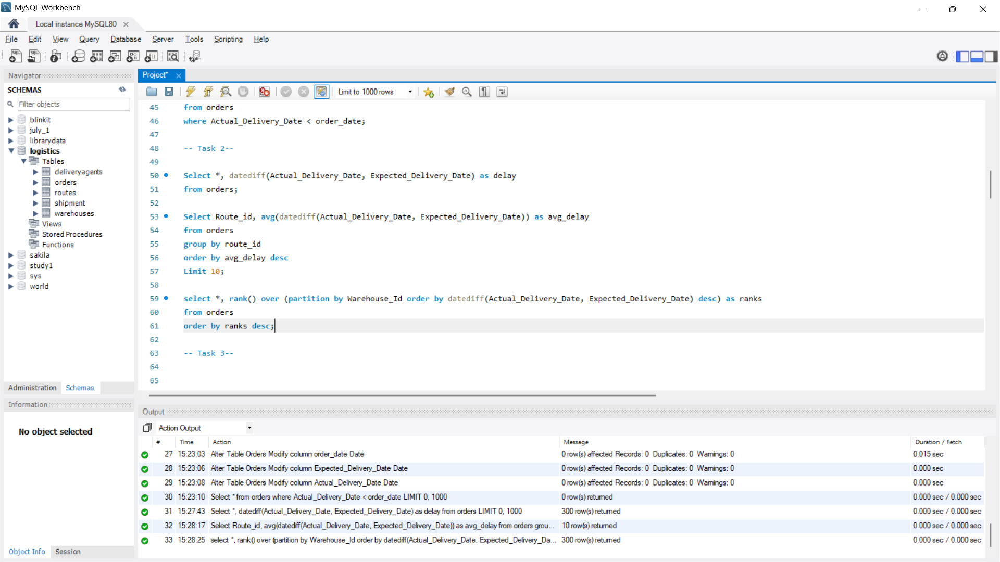 MySQL Workbench
Local instance MySQL80
File Edit View Query Database Server Tools Scripting Help
Navigator
SCHEMAS
Filter objects
blinkit
july_1
librarydata
logistics
Tables
deliveryagents
orders
routes
shipment
warehouses
Views
Stored Procedures
Functions
sakila
study1
sys
world
Administration Schemas
Information
No object selected
Object Info Session
Project*
Limit to 1000 rows
45 from orders
46 where Actual_Delivery_Date < order_date;
47
48 -- Task 2--
49
50 Select *, datediff(Actual_Delivery_Date, Expected_Delivery_Date) as delay
51 from orders;
52
53 Select Route_id, avg(datediff(Actual_Delivery_Date, Expected_Delivery_Date)) as avg_delay
54 from orders
55 group by route_id
56 order by avg_delay desc
57 Limit 10;
58
59 select *, rank() over (partition by Warehouse_Id order by datediff(Actual_Delivery_Date, Expected_Delivery_Date) desc) as ranks
60 from orders
61 order by ranks desc;
62
63 -- Task 3--
64
65
Output
Action Output
# Time Action Message Duration / Fetch
27 15:23:03 Alter Table Orders Modify column order_date Date 0 row(s) affected Records: 0 Duplicates: 0 Warnings: 0 0.015 sec
28 15:23:06 Alter Table Orders Modify column Expected_Delivery_Date Date 0 row(s) affected Records: 0 Duplicates: 0 Warnings: 0 0.000 sec
29 15:23:08 Alter Table Orders Modify column Actual_Delivery_Date Date 0 row(s) affected Records: 0 Duplicates: 0 Warnings: 0 0.000 sec
30 15:23:10 Select * from orders where Actual_Delivery_Date < order_date LIMIT 0, 1000 0 row(s) returned 0.000 sec / 0.000 sec
31 15:27:43 Select *, datediff(Actual_Delivery_Date, Expected_Delivery_Date) as delay from orders LIMIT 0, 1000 300 row(s) returned 0.000 sec / 0.000 sec
32 15:28:17 Select Route_id, avg(datediff(Actual_Delivery_Date, Expected_Delivery_Date)) as avg_delay from orders grou... 10 row(s) returned 0.000 sec / 0.000 sec
33 15:28:25 select *, rank() over (partition by Warehouse_Id order by datediff(Actual_Delivery_Date, Expected_Delivery_Da... 300 row(s) returned 0.000 sec / 0.000 sec